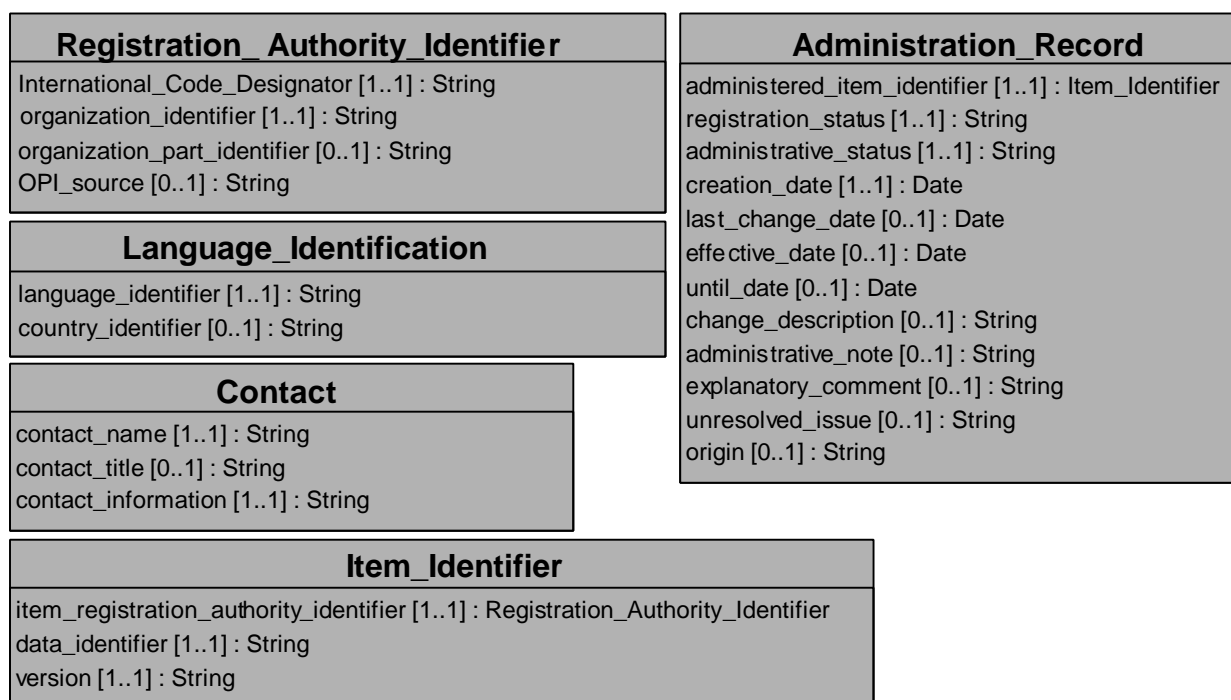 Registration_ Authority_Identifier
International_Code_Designator [1..1] : String
organization_identifier [1..1] : String
organization_part_identifier [0..1] : String
OPI_source [0..1] : String
Language_Identification
language_identifier [1..1] : String
country_identifier [0..1] : String
Contact
contact_name [1..1] : String
contact_title [0..1] : String
contact_information [1..1] : String
Administration_Record
administered_item_identifier [1..1] : Item_Identifier
registration_status [1..1] : String
administrative_status [1..1] : String
creation_date [1..1] : Date
last_change_date [0..1] : Date
effective_date [0..1] : Date
until_date [0..1] : Date
change_description [0..1] : String
administrative_note [0..1] : String
explanatory_comment [0..1] : String
unresolved_issue [0..1] : String
origin [0..1] : String
Item_Identifier
item_registration_authority_identifier [1..1] : Registration_Authority_Identifier
data_identifier [1..1] : String
version [1..1] : String